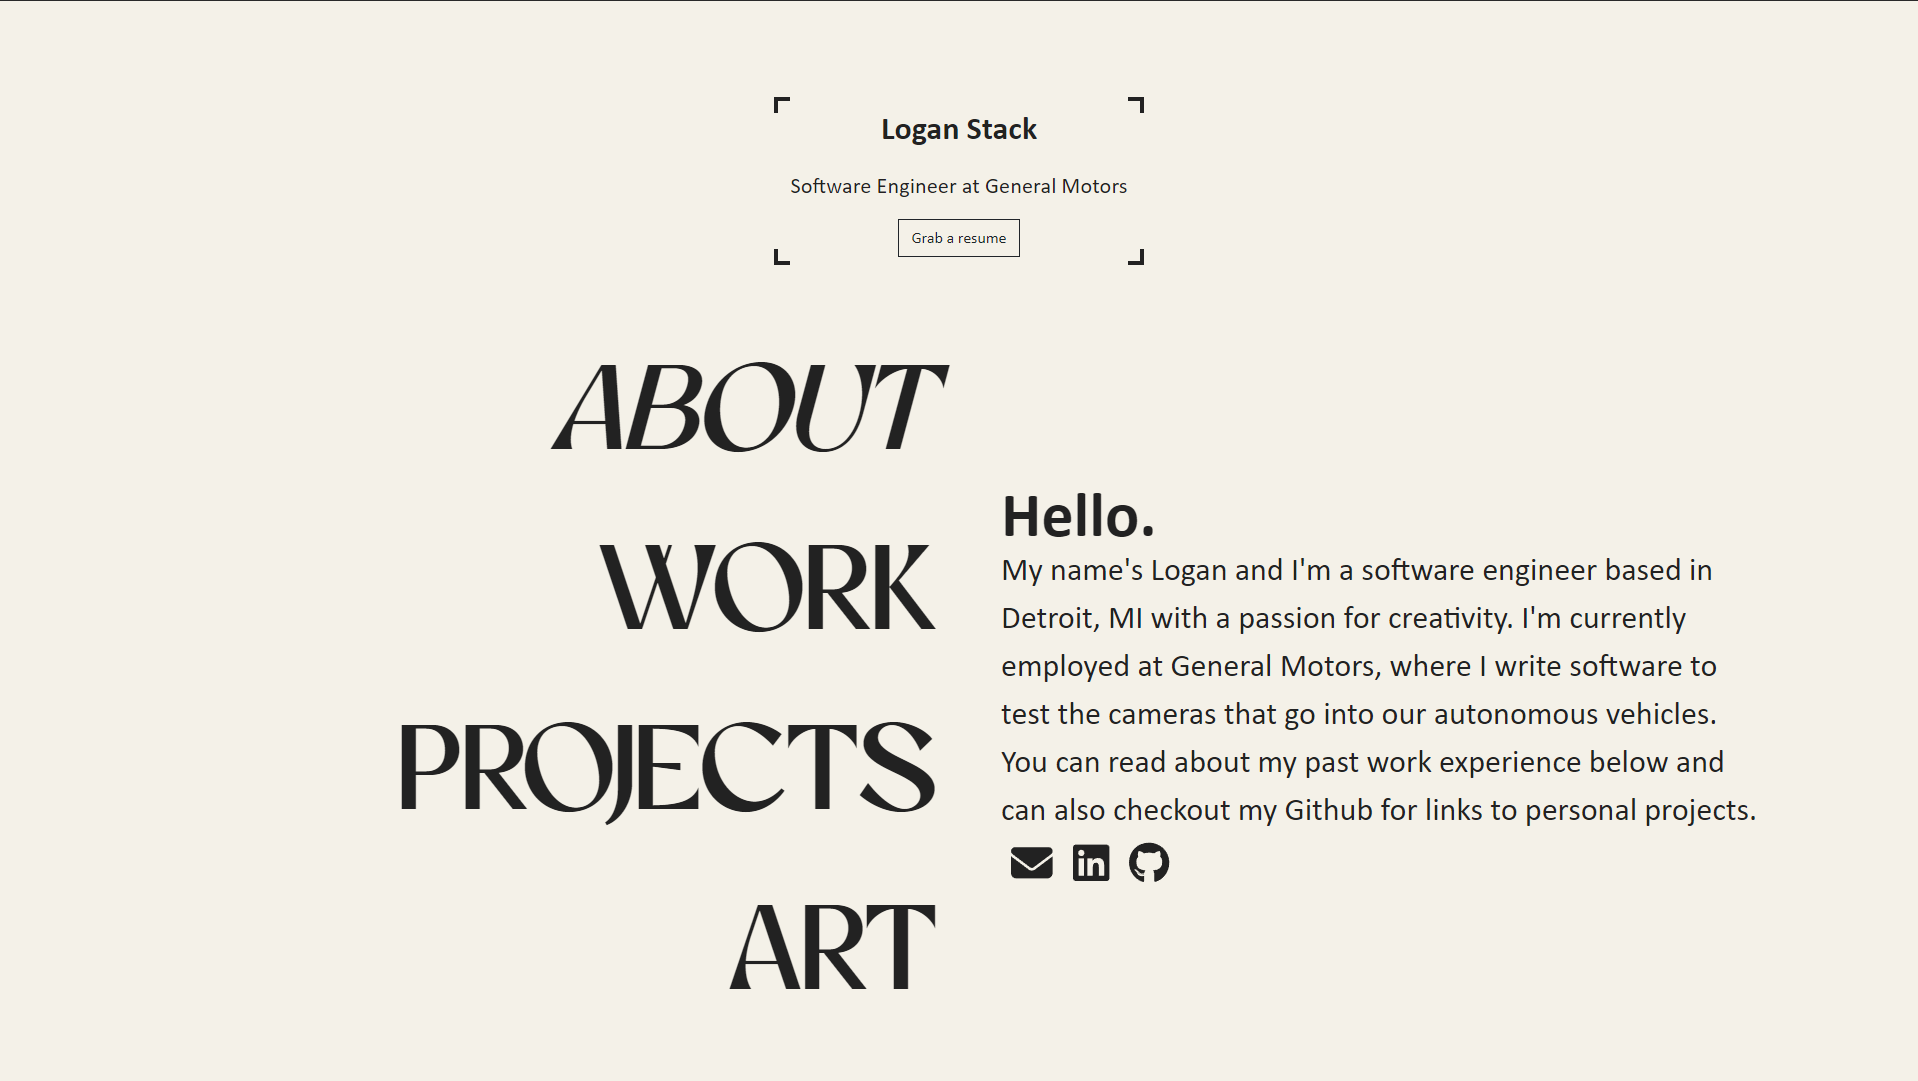 Logan Stack
Software Engineer at General Motors
Grab a resume
ABOUT
WORK
PROJECTS
ART
Hello.
My name's Logan and I'm a software engineer based in
Detroit, MI with a passion for creativity. I'm currently
employed at General Motors, where I write software to
test the cameras that go into our autonomous vehicles.
You can read about my past work experience below and
can also checkout my Github for links to personal projects.
in